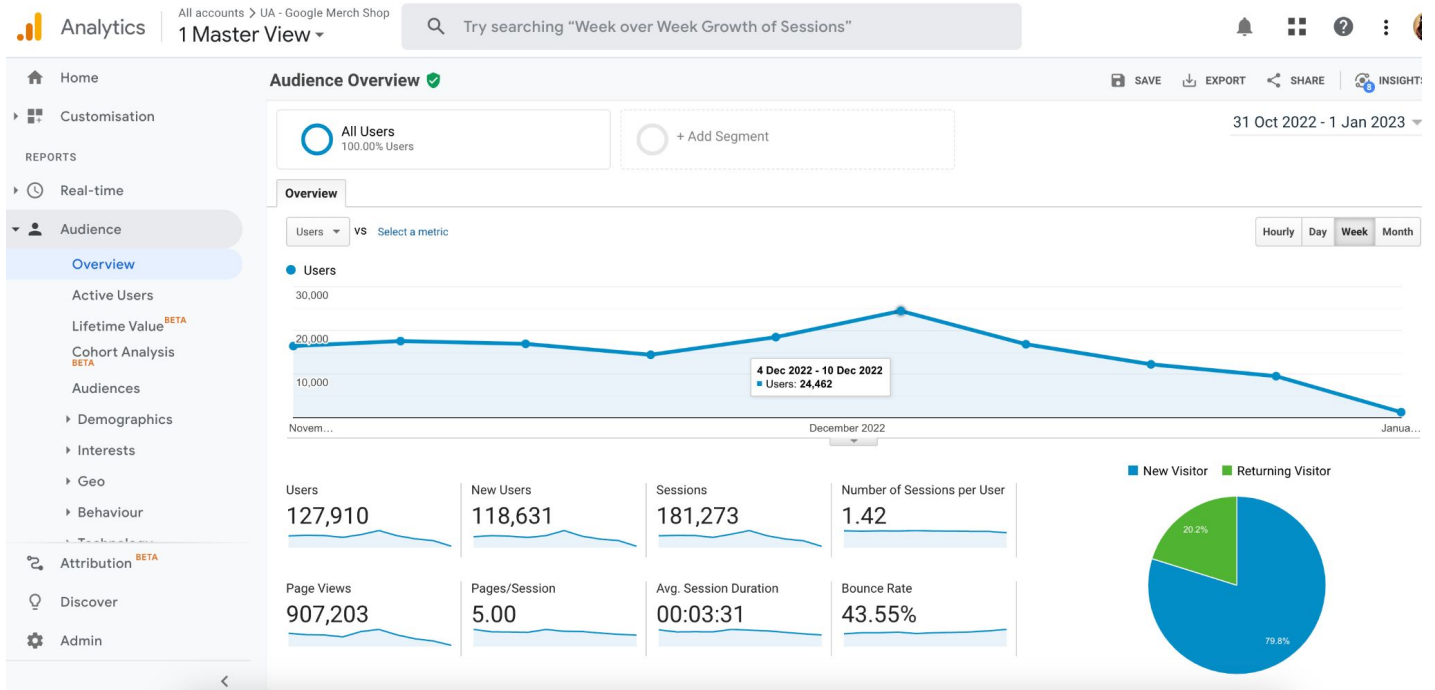 Analytics
All accounts > UA - Google Merch Shop
1 Master View
Try searching “Week over Week Growth of Sessions”
Home
Customisation
REPORTS
Real-time
Audience
Overview
Active Users
Lifetime Value BETA
Cohort Analysis
BETA
Audiences
Demographics
Interests
Geo
Behaviour
Technology
Attribution BETA
Discover
Admin
Audience Overview
SAVE
EXPORT
SHARE
8
INSIGHTS
All Users
100.00% Users
+ Add Segment
31 Oct 2022 - 1 Jan 2023
Overview
Users VS Select a metric
Hourly Day Week Month
Users
30,000
20,000
10,000
4 Dec 2022 - 10 Dec 2022
Users: 24,462
Novem... December 2022 Janua...
Users
127,910
New Users
118,631
Sessions
181,273
Number of Sessions per User
1.42
Page Views
907,203
Pages/Session
5.00
Avg. Session Duration
00:03:31
Bounce Rate
43.55%
New Visitor Returning Visitor
20.2%
79.8%